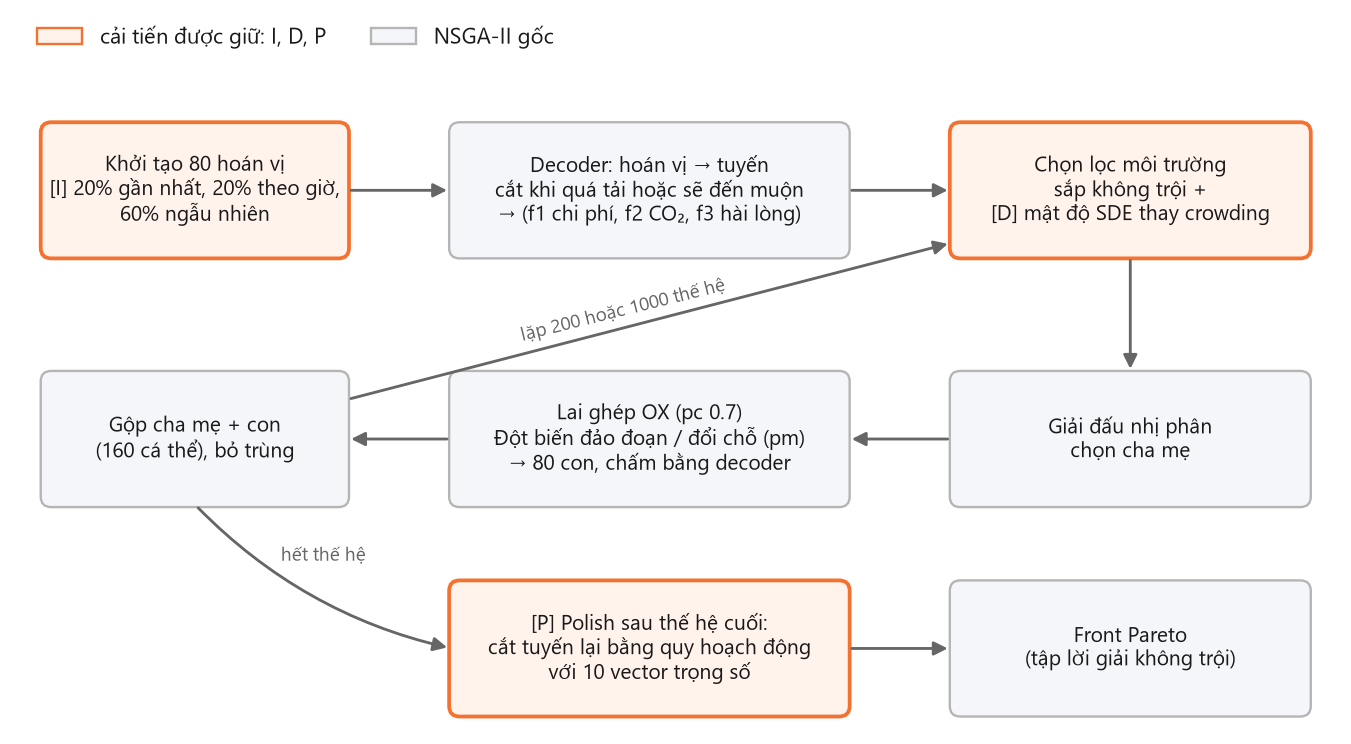 cải tiến được giữ: I, D, P
NSGA-II gốc
Khởi tạo 80 hoán vị
[I] 20% gần nhất, 20% theo giờ,
60% ngẫu nhiên
Decoder: hoán vị → tuyến
cắt khi quá tải hoặc sẽ đến muộn
→ (f1 chi phí, f2 CO₂, f3 hài lòng)
Chọn lọc môi trường
sắp không trội +
[D] mật độ SDE thay crowding
lặp 200 hoặc 1000 thế hệ
Gộp cha mẹ + con
(160 cá thể), bỏ trùng
Lai ghép OX (pc 0.7)
Đột biến đảo đoạn / đổi chỗ (pm)
→ 80 con, chấm bằng decoder
Giải đấu nhị phân
chọn cha mẹ
hết thế hệ
[P] Polish sau thế hệ cuối:
cắt tuyến lại bằng quy hoạch động
với 10 vector trọng số
Front Pareto
(tập lời giải không trội)